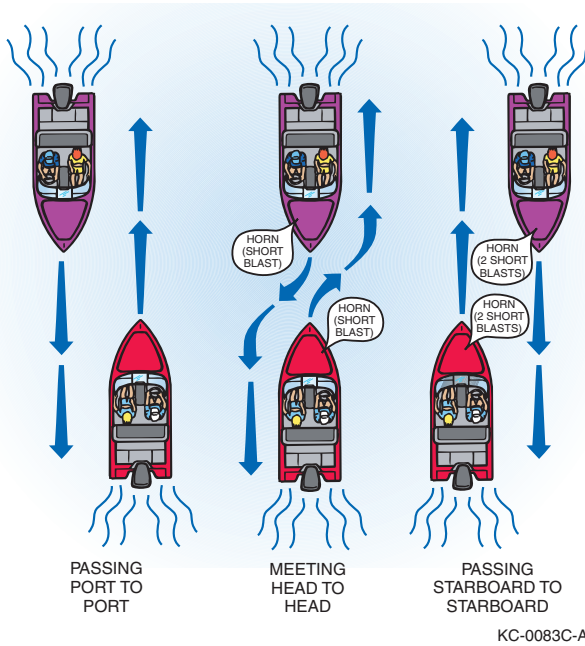 HORN
(SHORT
BLAST)
HORN
(2 SHORT
BLASTS)
HORN
(SHORT
BLAST)
HORN
(2 SHORT
BLASTS)
PASSING
PORT TO
PORT
MEETING
HEAD TO
HEAD
PASSING
STARBOARD TO
STARBOARD
KC-0083C-A